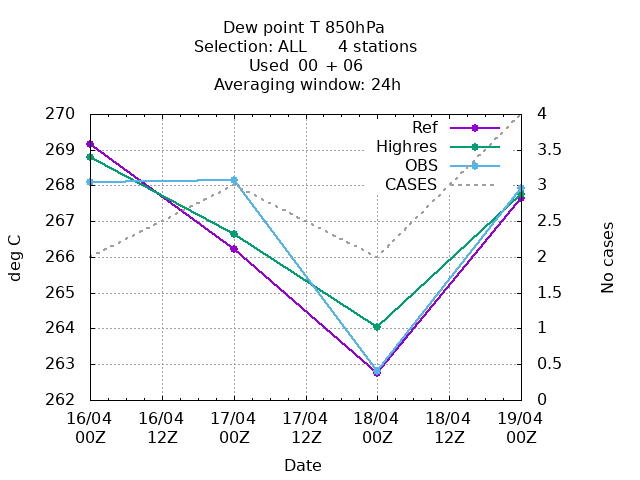 Dew point T 850hPa
Selection: ALL 4 stations
Used 00 + 06
Averaging window: 24h
270
269
268
267
266
265
264
263
262
deg C
4
3.5
3
2.5
2
1.5
1
0.5
0
No cases
Ref
Highres
OBS
CASES
16/04 16/04 17/04 17/04 18/04 18/04 19/04
00Z 12Z 00Z 12Z 00Z 12Z 00Z
Date